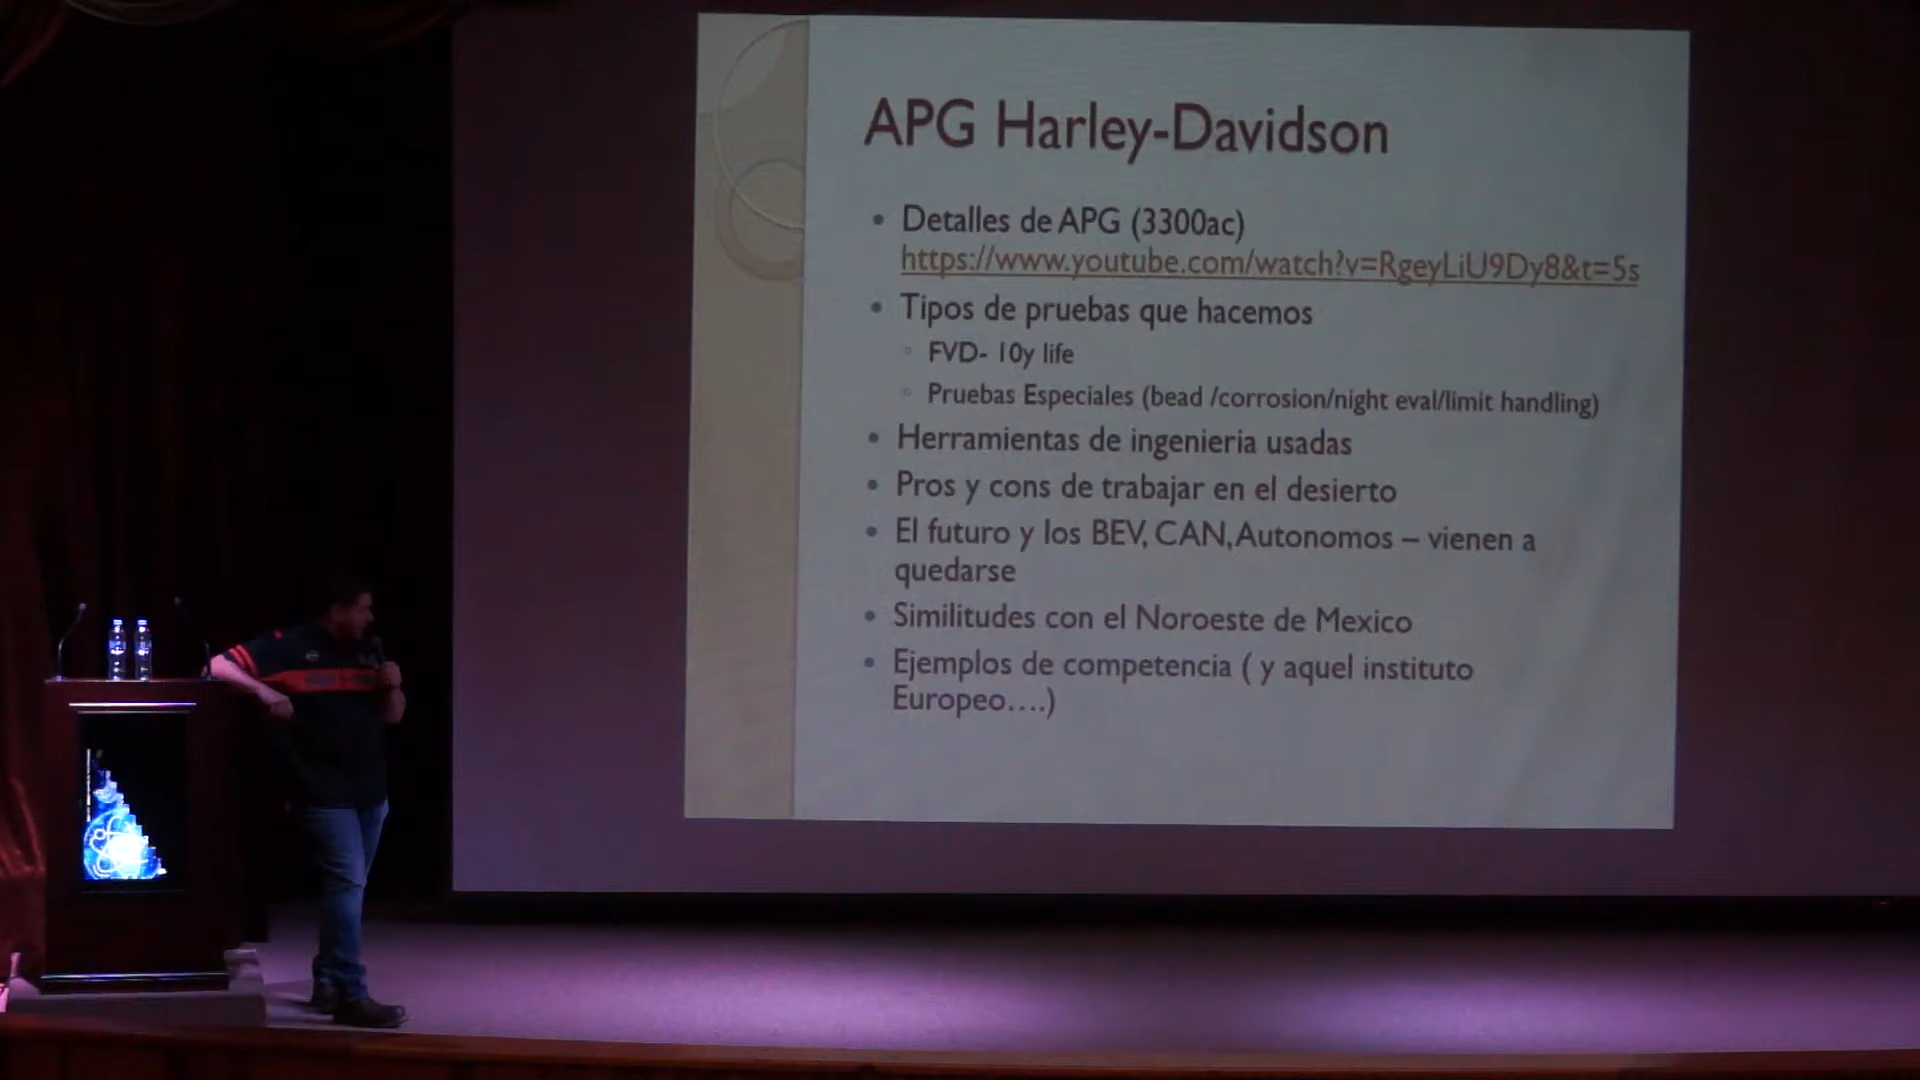 APG Harley-Davidson
• Detalles de APG (3300ac)
https://www.youtube.com/watch?v=RgeyLiU9Dy8&t=5s
• Tipos de pruebas que hacemos
◦ FVD- 10y life
◦ Pruebas Especiales (bead /corrosion/night eval/limit handling)
• Herramientas de ingenieria usadas
• Pros y cons de trabajar en el desierto
• El futuro y los BEV, CAN,Autonomos – vienen a
quedarse
• Similitudes con el Noroeste de Mexico
• Ejemplos de competencia ( y aquel instituto
Europeo....)